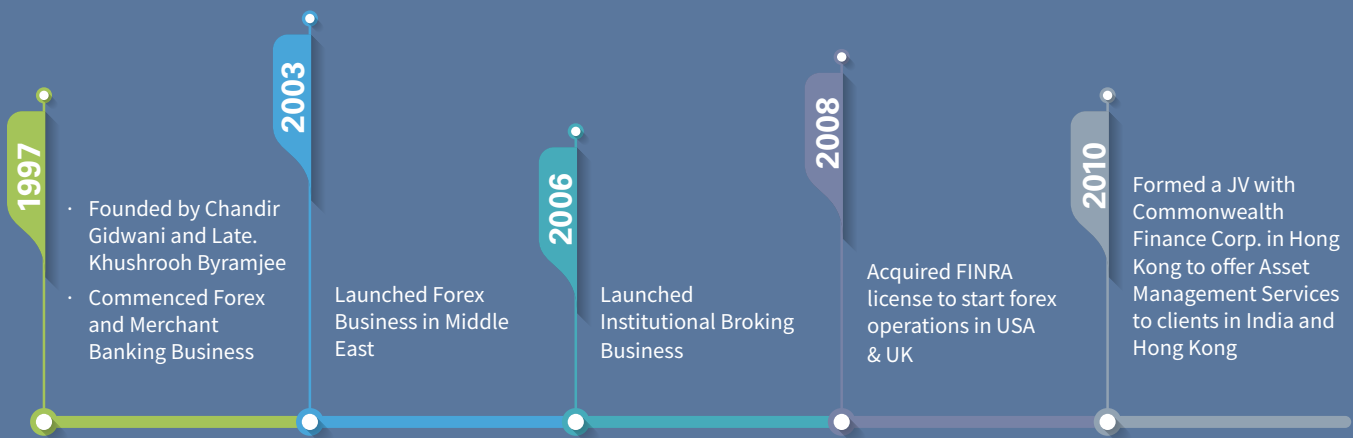 1997
· Founded by Chandir
Gidwani and Late.
Khushrooh Byramjee
· Commenced Forex
and Merchant
Banking Business
2003
Launched Forex
Business in Middle
East
2006
Launched
Institutional Broking
Business
2008
Acquired FINRA
license to start forex
operations in USA
& UK
2010
Formed a JV with
Commonwealth
Finance Corp. in Hong
Kong to offer Asset
Management Services
to clients in India and
Hong Kong